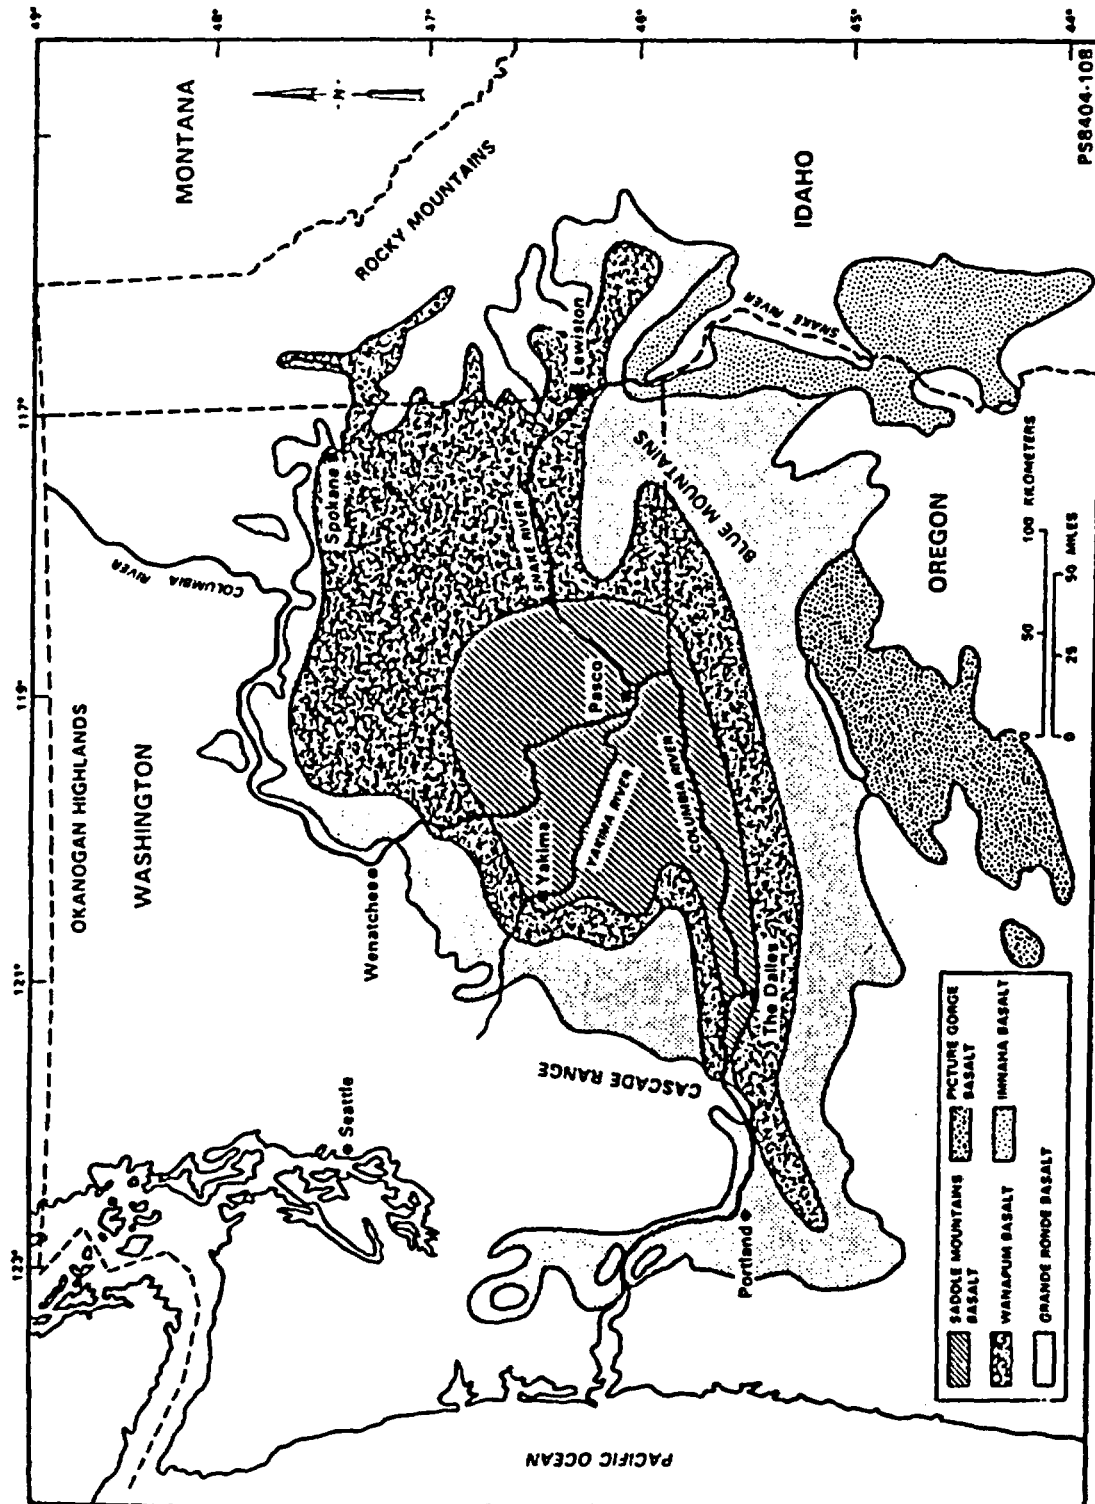 123°
121°
119°
117°
49°
48°
47°
46°
45°
44°
OKANOGAN HIGHLANDS
WASHINGTON
MONTANA
ROCKY MOUNTAINS
IDAHO
OREGON
N
COLUMBIA
RIVER
Spokane
Seattle
Wenatchee
Yakima
YAKIMA RIVER
Pasco
SNAKE RIVER
Lewiston
COLUMBIA RIVER
CASCADE RANGE
The Dalles
Portland
BLUE MOUNTAINS
SNAKE RIVER
PACIFIC OCEAN
SADDLE MOUNTAINS
BASALT
PICTURE GORGE
BASALT
WANAPUM BASALT
IMNAHA BASALT
GRANDE RONDE BASALT
0 50 100 KILOMETERS
0 25 50 MILES
PS8404-108